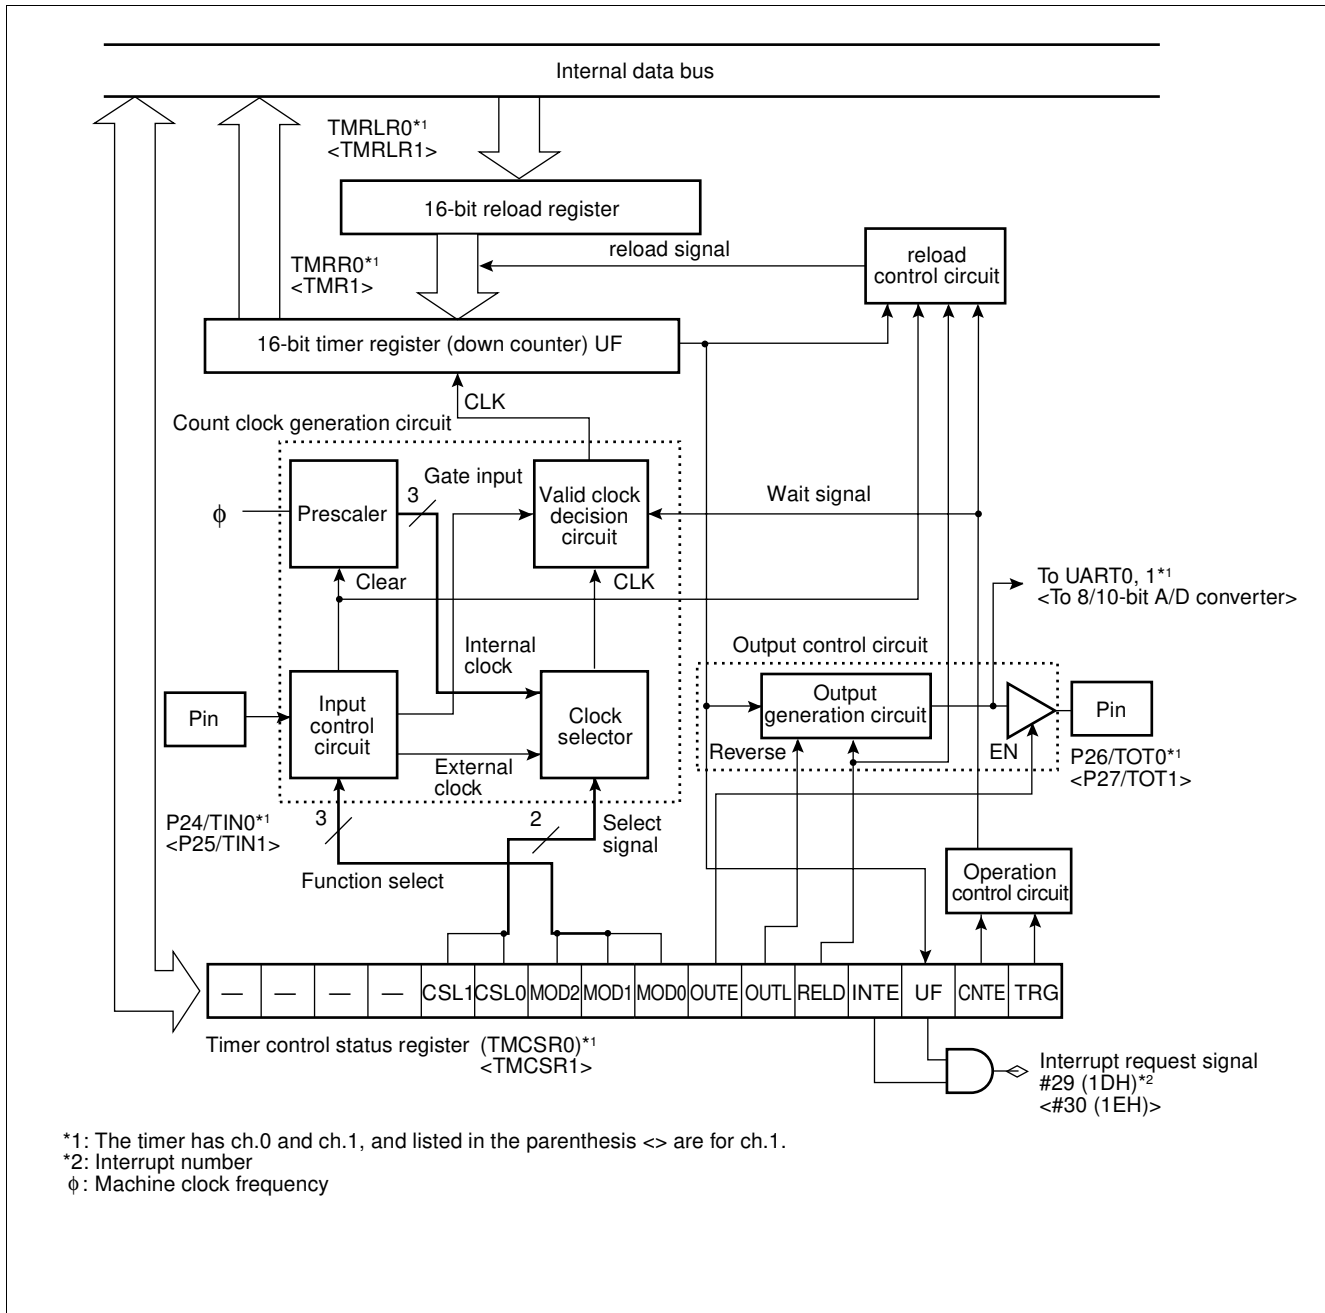 Internal data bus
TMRLR0*1
<TMRLR1>
16-bit reload register
reload signal
reload
control circuit
TMRR0*1
<TMR1>
16-bit timer register (down counter) UF
CLK
Count clock generation circuit
Gate input
3
Prescaler
ϕ
Valid clock
decision
circuit
Wait signal
Clear
CLK
To UART0, 1*1
<To 8/10-bit A/D converter>
Internal
clock
Output control circuit
Pin
Input
control
circuit
Clock
selector
Output
generation circuit
Pin
Reverse
EN
External
clock
P26/TOT0*1
<P27/TOT1>
P24/TIN0*1
<P25/TIN1>
3
2
Select
signal
Function select
Operation
control circuit
— — — — CSL1 CSL0 MOD2 MOD1 MOD0 OUTE OUTL RELD INTE UF CNTE TRG
Timer control status register (TMCSR0)*1
<TMCSR1>
Interrupt request signal
#29 (1DH)*2
<#30 (1EH)>
*1: The timer has ch.0 and ch.1, and listed in the parenthesis <> are for ch.1.
*2: Interrupt number
ϕ: Machine clock frequency